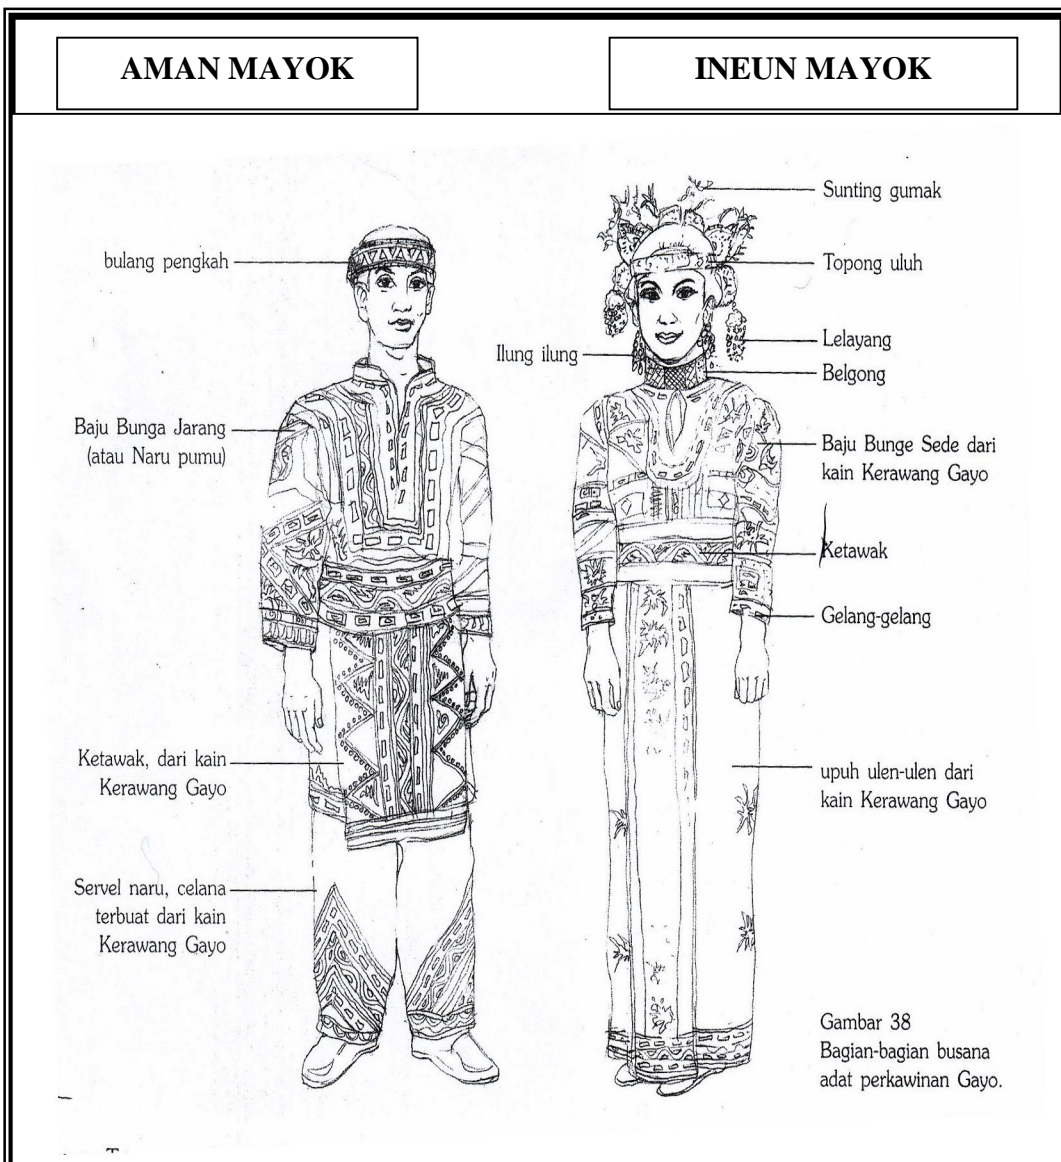 AMAN MAYOK
INEUN MAYOK
bulang pengkah
Baju Bunga Jarang
(atau Naru pumu)
Ketawak, dari kain
Kerawang Gayo
Servel naru, celana
terbuat dari kain
Kerawang Gayo
Sunting gumak
Topong uluh
Ilung ilung
Lelayang
Belgong
Baju Bunge Sede dari
kain Kerawang Gayo
Ketawak
Gelang-gelang
upuh ulen-ulen dari
kain Kerawang Gayo
Gambar 38
Bagian-bagian busana
adat perkawinan Gayo.